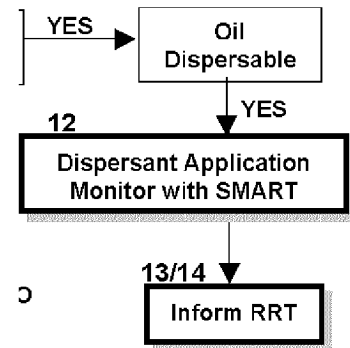 YES
Oil
Dispersable
YES
12
Dispersant Application
Monitor with SMART
13/14
Inform RRT